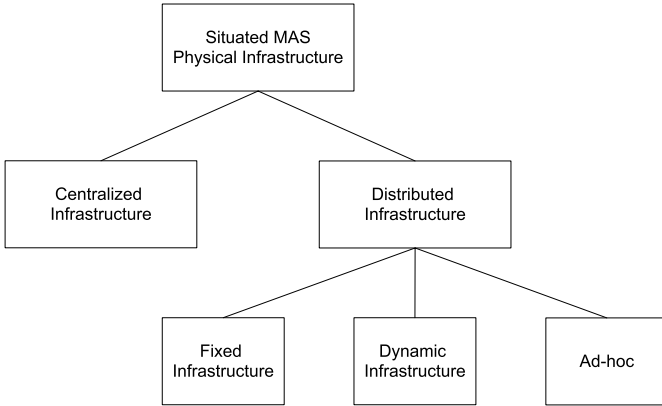 Situated MAS
Physical Infrastructure
Centralized
Infrastructure
Distributed
Infrastructure
Fixed
Infrastructure
Dynamic
Infrastructure
Ad-hoc